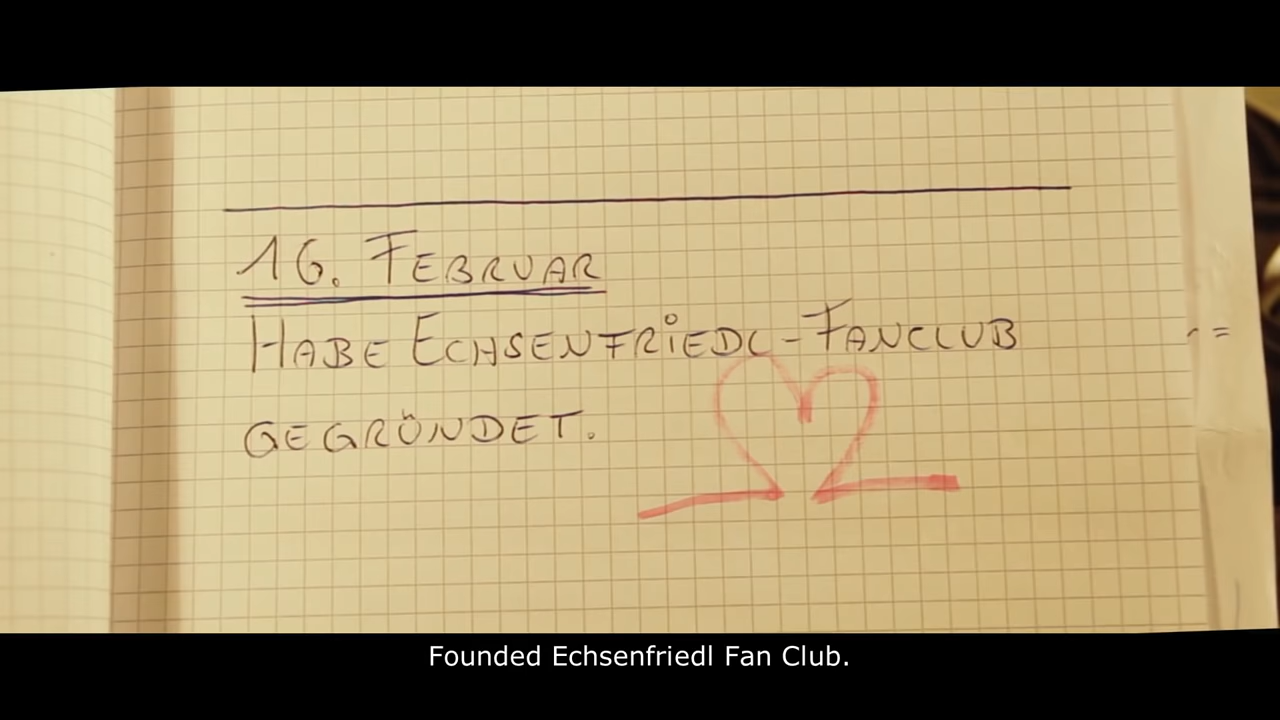 16. FEBRUAR
HABE ECHSENFRIEDL-FANCLUB
GEGRÜNDET.
Founded Echsenfriedl Fan Club.